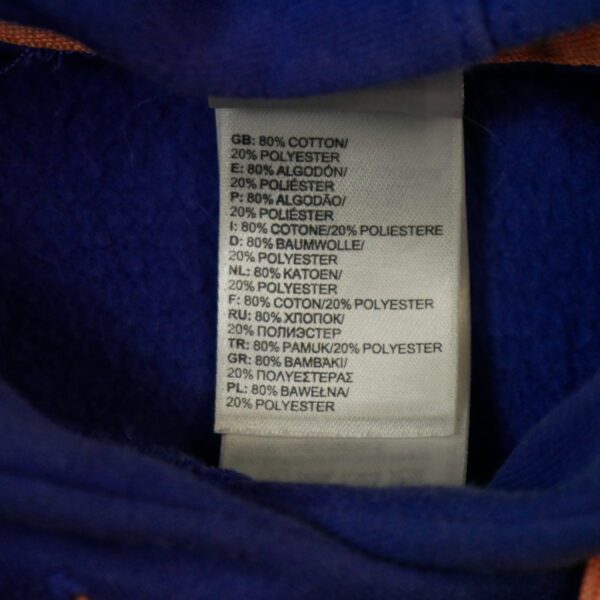 GB: 80% COTTON/
20% POLYESTER
E: 80% ALGODÓN/
20% POLIÉSTER
P: 80% ALGODÃO/
20% POLIÉSTER
I: 80% COTONE/20% POLIESTERE
D: 80% BAUMWOLLE/
20% POLYESTER
NL: 80% KATOEN/
20% POLYESTER
F: 80% COTON/20% POLYESTER
RU: 80% ХЛОПОК/
20% ПОЛИЭСТЕР
TR: 80% PAMUK/20% POLYESTER
GR: 80% BAMBAKI/
20% ΠΟΛΥΕΣΤΕΡΑΣ
PL: 80% BAWEŁNA/
20% POLYESTER